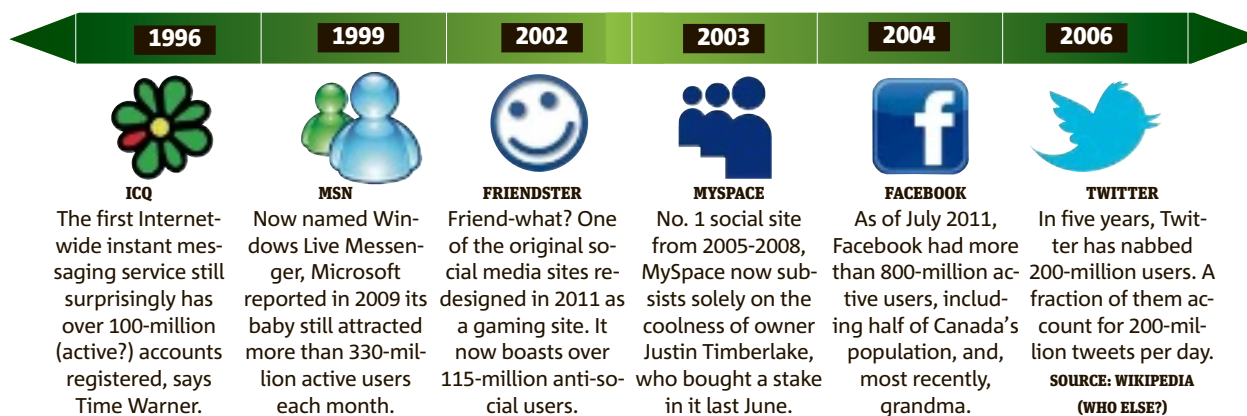 1996
1999
2002
2003
2004
2006
ICQ
The first Internet-
wide instant mes-
saging service still
surprisingly has
over 100-million
(active?) accounts
registered, says
Time Warner.
MSN
Now named Win-
dows Live Messen-
ger, Microsoft
reported in 2009 its
baby still attracted
more than 330-mil-
lion active users
each month.
FRIENDSTER
Friend-what? One
of the original so-
cial media sites re-
designed in 2011 as
a gaming site. It
now boasts over
115-million anti-so-
cial users.
MYSPACE
No. 1 social site
from 2005-2008,
MySpace now sub-
sists solely on the
coolness of owner
Justin Timberlake,
who bought a stake
in it last June.
f
FACEBOOK
As of July 2011,
Facebook had more
than 800-million ac-
tive users, includ-
ing half of Canada’s
population, and,
most recently,
grandma.
TWITTER
In five years, Twit-
ter has nabbed
200-million users. A
fraction of them ac-
count for 200-mil-
lion tweets per day.
SOURCE: WIKIPEDIA
(WHO ELSE?)